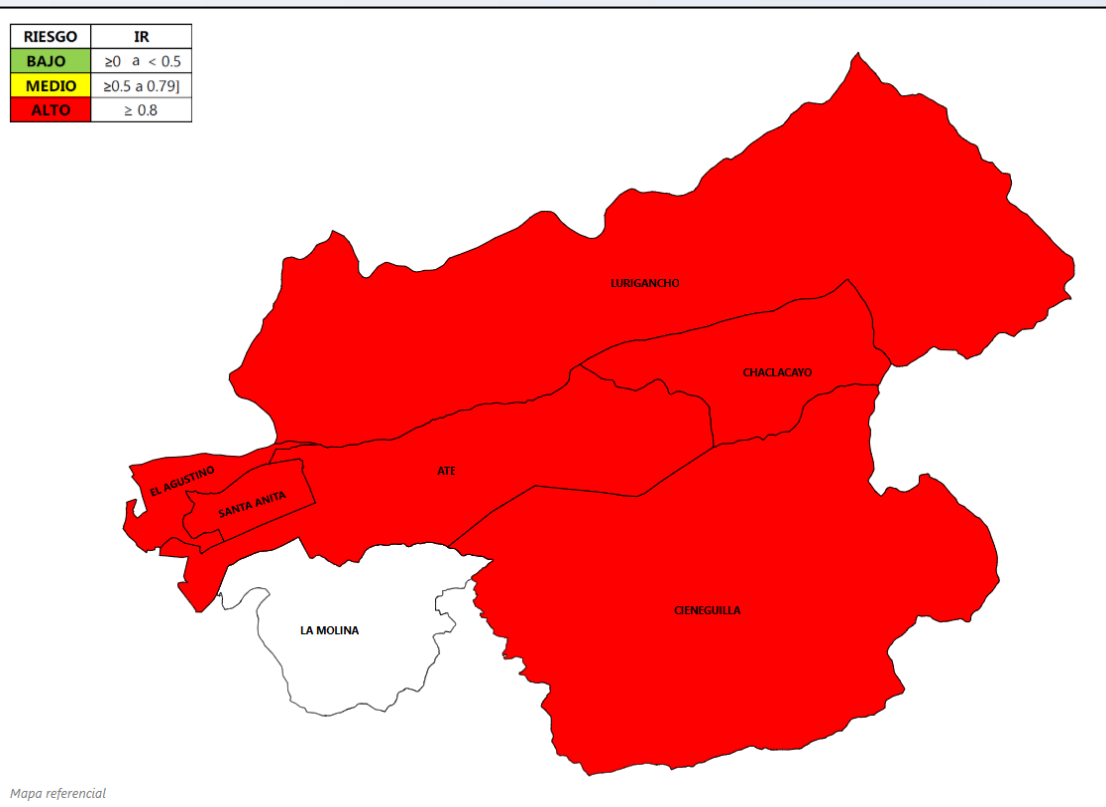 RIESGO IR
BAJO ≥0 a < 0.5
MEDIO ≥0.5 a 0.79]
ALTO ≥ 0.8
LURIGANCHO
CHACLACAYO
ATE
EL AGUSTINO
SANTA ANITA
CIENEGUILLA
LA MOLINA
Mapa referencial